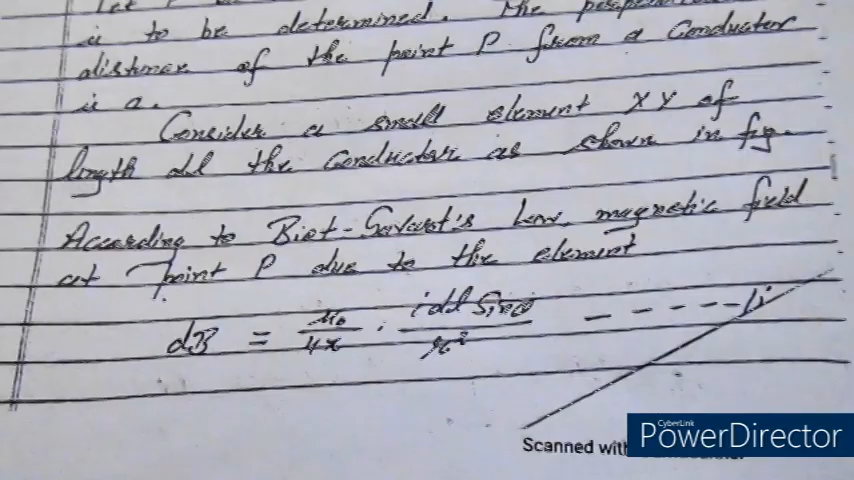 is to be determined. The
distance of the point P from a Conductor
is a.
Consider a small element XY of
length dl the conductor as shown in fig.
According to Biot-Savart's Law, magnetic field
at point P due to the element
dB = μ₀/4π · idl sinθ/r² - - - - - - (i)
Scanned with
CyberLink
PowerDirector